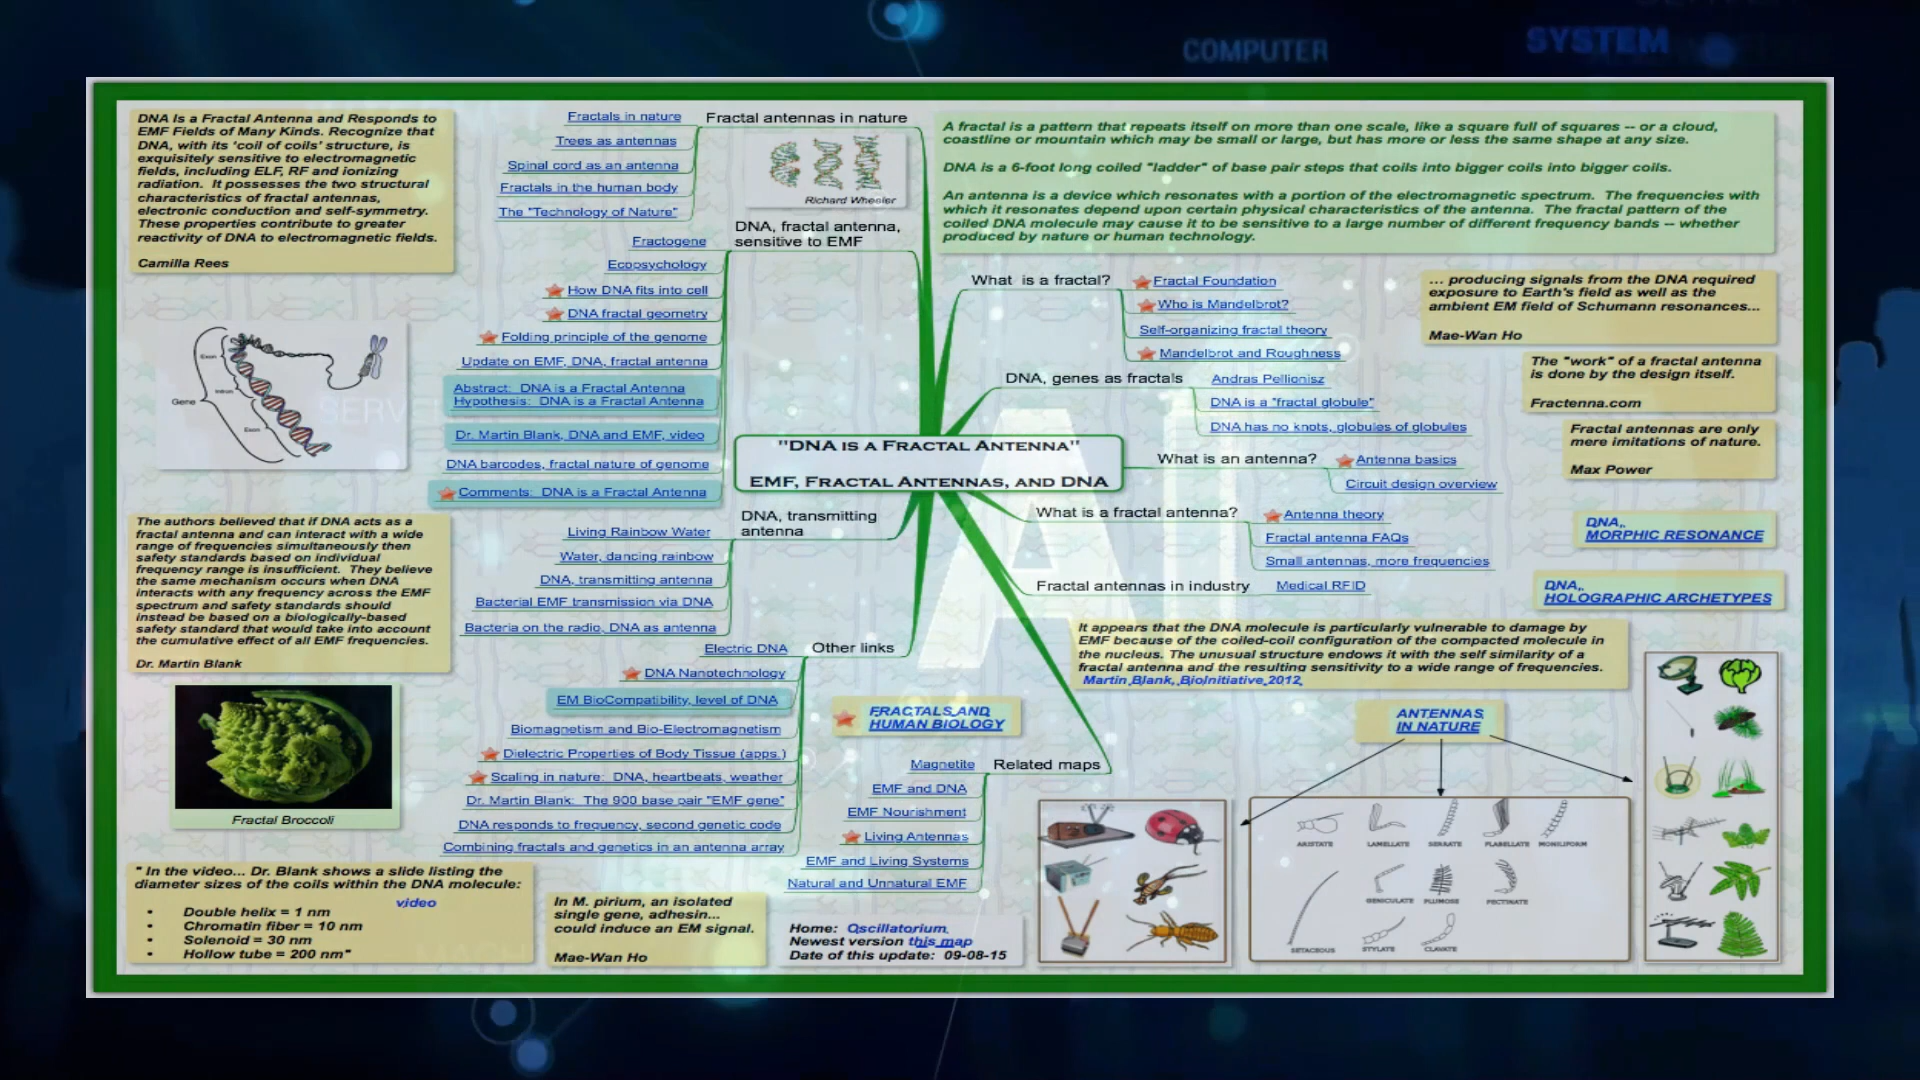 COMPUTER
SYSTEM
DNA Is a Fractal Antenna and Responds to
EMF Fields of Many Kinds. Recognize that
DNA, with its 'coil of coils' structure, is
exquisitely sensitive to electromagnetic
fields, including ELF, RF and ionizing
radiation. It possesses the two structural
characteristics of fractal antennas,
electronic conduction and self-symmetry.
These properties contribute to greater
reactivity of DNA to electromagnetic fields.
Camilla Rees
Fractals in nature
Trees as antennas
Spinal cord as an antenna
Fractals in the human body
The "Technology of Nature"
Fractal antennas in nature
Richard Wheeler
DNA, fractal antenna,
sensitive to EMF
Fractogene
Ecopsychology
How DNA fits into cell
DNA fractal geometry
Folding principle of the genome
Update on EMF, DNA, fractal antenna
Abstract: DNA is a Fractal Antenna
Hypothesis: DNA is a Fractal Antenna
Dr. Martin Blank, DNA and EMF, video
DNA barcodes, fractal nature of genome
Comments: DNA is a Fractal Antenna
Gene
Exon
Intron
Exon
SERV
A fractal is a pattern that repeats itself on more than one scale, like a square full of squares -- or a cloud,
coastline or mountain which may be small or large, but has more or less the same shape at any size.
DNA is a 6-foot long coiled "ladder" of base pair steps that coils into bigger coils into bigger coils.
An antenna is a device which resonates with a portion of the electromagnetic spectrum. The frequencies with
which it resonates depend upon certain physical characteristics of the antenna. The fractal pattern of the
coiled DNA molecule may cause it to be sensitive to a large number of different frequency bands -- whether
produced by nature or human technology.
What is a fractal?
Fractal Foundation
Who is Mandelbrot?
Self-organizing fractal theory
Mandelbrot and Roughness
... producing signals from the DNA required
exposure to Earth's field as well as the
ambient EM field of Schumann resonances...
Mae-Wan Ho
DNA, genes as fractals
Andras Pellionisz
DNA is a "fractal globule"
DNA has no knots, globules of globules
The "work" of a fractal antenna
is done by the design itself.
Fractenna.com
Fractal antennas are only
mere imitations of nature.
Max Power
"DNA IS A FRACTAL ANTENNA"
EMF, FRACTAL ANTENNAS, AND DNA
AI
What is an antenna?
Antenna basics
Circuit design overview
What is a fractal antenna?
Antenna theory
Fractal antenna FAQs
Small antennas, more frequencies
Fractal antennas in industry
Medical RFID
DNA,
MORPHIC RESONANCE
DNA,
HOLOGRAPHIC ARCHETYPES
The authors believed that if DNA acts as a
fractal antenna and can interact with a wide
range of frequencies simultaneously then
safety standards based on individual
frequency range is insufficient. They believe
the same mechanism occurs when DNA
interacts with any frequency across the EMF
spectrum and safety standards should
instead be based on a biologically-based
safety standard that would take into account
the cumulative effect of all EMF frequencies.
Dr. Martin Blank
DNA, transmitting
antenna
Living Rainbow Water
Water, dancing rainbow
DNA, transmitting antenna
Bacterial EMF transmission via DNA
Bacteria on the radio, DNA as antenna
It appears that the DNA molecule is particularly vulnerable to damage by
EMF because of the coiled-coil configuration of the compacted molecule in
the nucleus. The unusual structure endows it with the self similarity of a
fractal antenna and the resulting sensitivity to a wide range of frequencies.
Martin Blank, BioInitiative 2012
Other links
Electric DNA
DNA Nanotechnology
EM BioCompatibility, level of DNA
Biomagnetism and Bio-Electromagnetism
Dielectric Properties of Body Tissue (apps.)
Scaling in nature: DNA, heartbeats, weather
Dr. Martin Blank: The 900 base pair "EMF gene"
DNA responds to frequency, second genetic code
Combining fractals and genetics in an antenna array
Fractal Broccoli
FRACTALS AND
HUMAN BIOLOGY
Related maps
Magnetite
EMF and DNA
EMF Nourishment
Living Antennas
EMF and Living Systems
Natural and Unnatural EMF
ANTENNAS
IN NATURE
ARISTATE
LAMELLATE
SERRATE
FLABELLATE
MONILIFORM
GENICULATE
PLUMOSE
PECTINATE
SETACEOUS
STYLATE
CLAVATE
" In the video... Dr. Blank shows a slide listing the
diameter sizes of the coils within the DNA molecule:
video
• Double helix = 1 nm
• Chromatin fiber = 10 nm
• Solenoid = 30 nm
• Hollow tube = 200 nm"
In M. pirium, an isolated
single gene, adhesin...
could induce an EM signal.
Mae-Wan Ho
Home: Oscillatorium
Newest version this map
Date of this update: 09-08-15